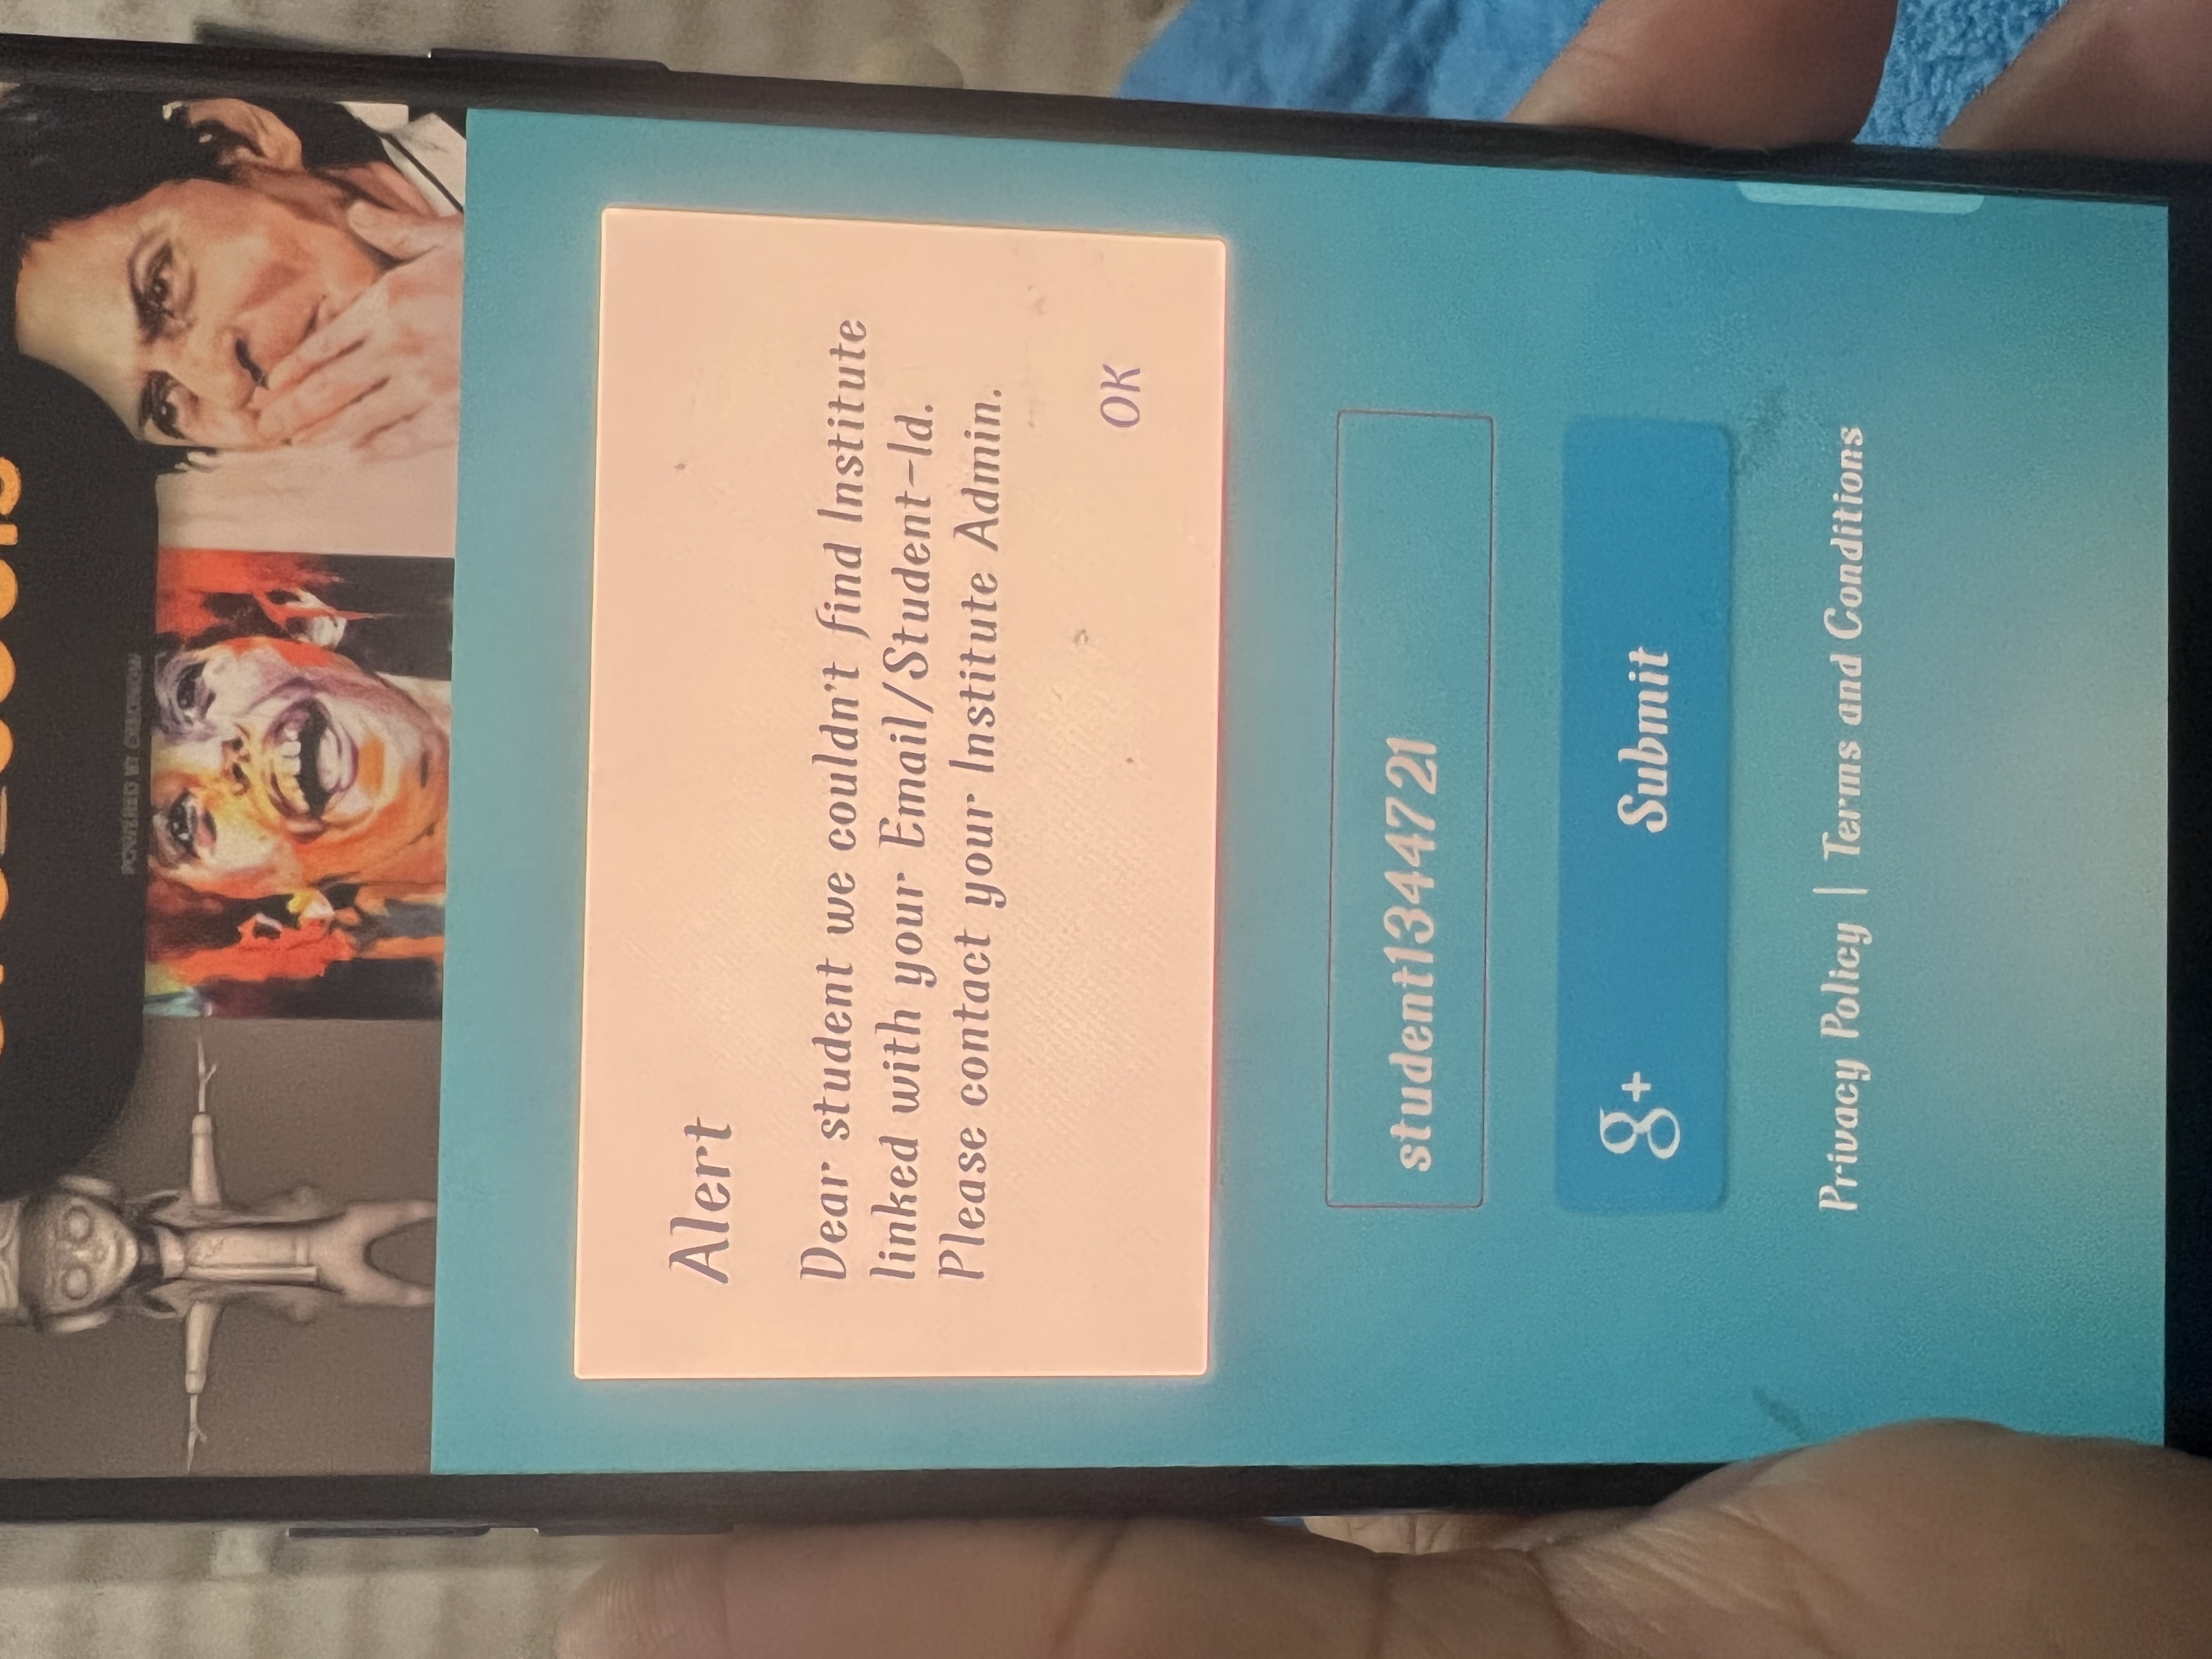 Alert
Dear student we couldn't find Institute
linked with your Email/Student-Id.
Please contact your Institute Admin.
OK
student1344721
g+ Submit
Privacy Policy | Terms and Conditions